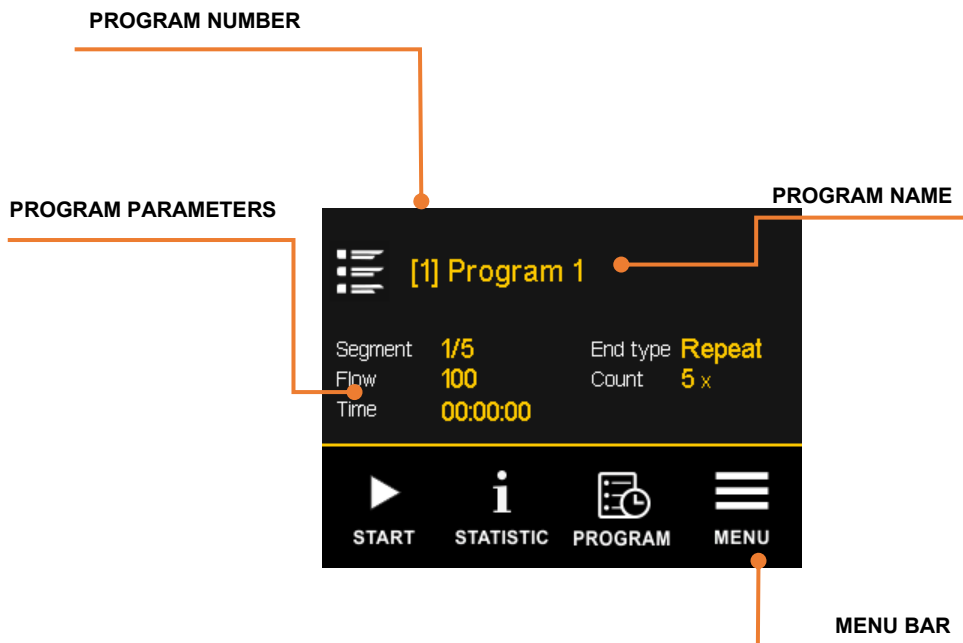 PROGRAM NUMBER
PROGRAM PARAMETERS
PROGRAM NAME
[1] Program 1
Segment 1/5 End type Repeat
Flow 100 Count 5 x
Time 00:00:00
START STATISTIC PROGRAM MENU
MENU BAR